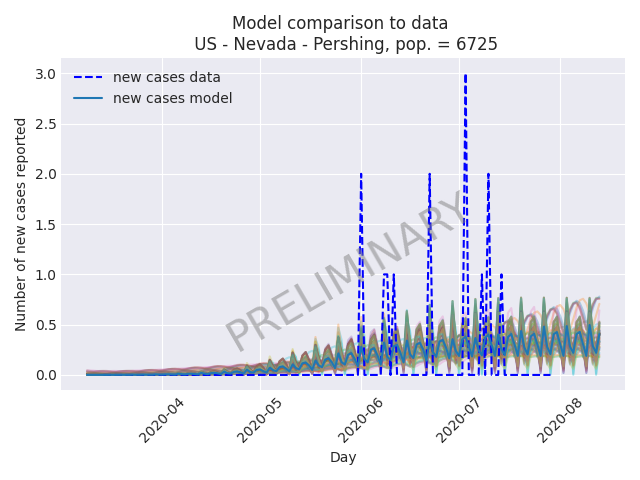 Model comparison to data
US - Nevada - Pershing, pop. = 6725
new cases data
new cases model
3.0
2.5
2.0
1.5
1.0
0.5
0.0
Number of new cases reported
PRELIMINARY
2020-04
2020-05
2020-06
2020-07
2020-08
Day